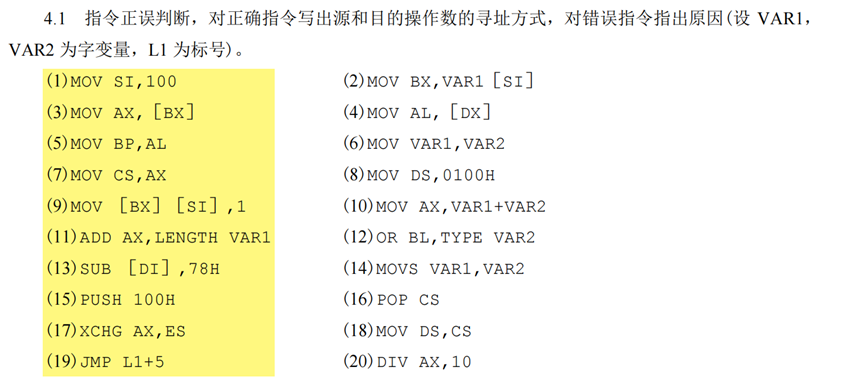 4.1 指令正误判断，对正确指令写出源和目的操作数的寻址方式，对错误指令指出原因(设 VAR1，
VAR2 为字变量，L1 为标号)。
(1)MOV SI,100 (2)MOV BX,VAR1［SI］
(3)MOV AX,［BX］ (4)MOV AL,［DX］
(5)MOV BP,AL (6)MOV VAR1,VAR2
(7)MOV CS,AX (8)MOV DS,0100H
(9)MOV ［BX］［SI］,1 (10)MOV AX,VAR1+VAR2
(11)ADD AX,LENGTH VAR1 (12)OR BL,TYPE VAR2
(13)SUB ［DI］,78H (14)MOVS VAR1,VAR2
(15)PUSH 100H (16)POP CS
(17)XCHG AX,ES (18)MOV DS,CS
(19)JMP L1+5 (20)DIV AX,10